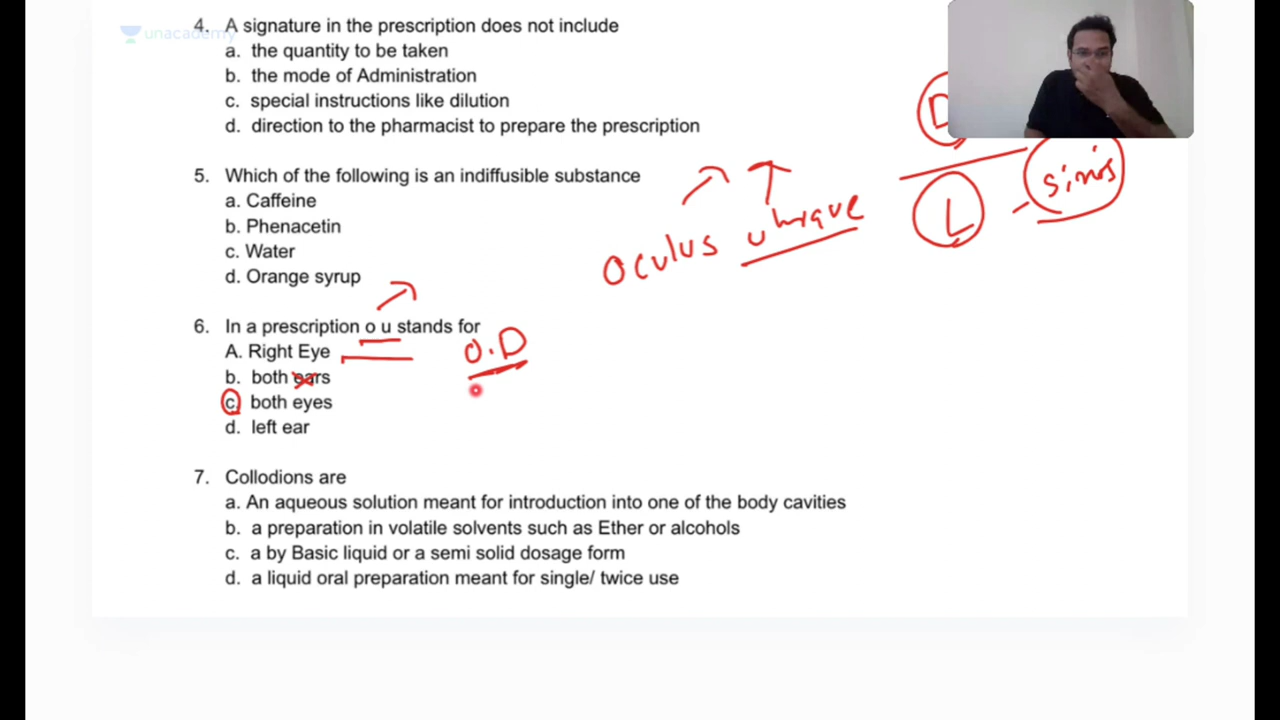 4. A signature in the prescription does not include
unacademy
a. the quantity to be taken
b. the mode of Administration
c. special instructions like dilution
d. direction to the pharmacist to prepare the prescription
D
L - sinis
5. Which of the following is an indiffusible substance
a. Caffeine
b. Phenacetin
c. Water
d. Orange syrup
Oculus
6. In a prescription o u stands for
A. Right Eye
O.D
b. both ears
c. both eyes
d. left ear
7. Collodions are
a. An aqueous solution meant for introduction into one of the body cavities
b. a preparation in volatile solvents such as Ether or alcohols
c. a by Basic liquid or a semi solid dosage form
d. a liquid oral preparation meant for single/ twice use